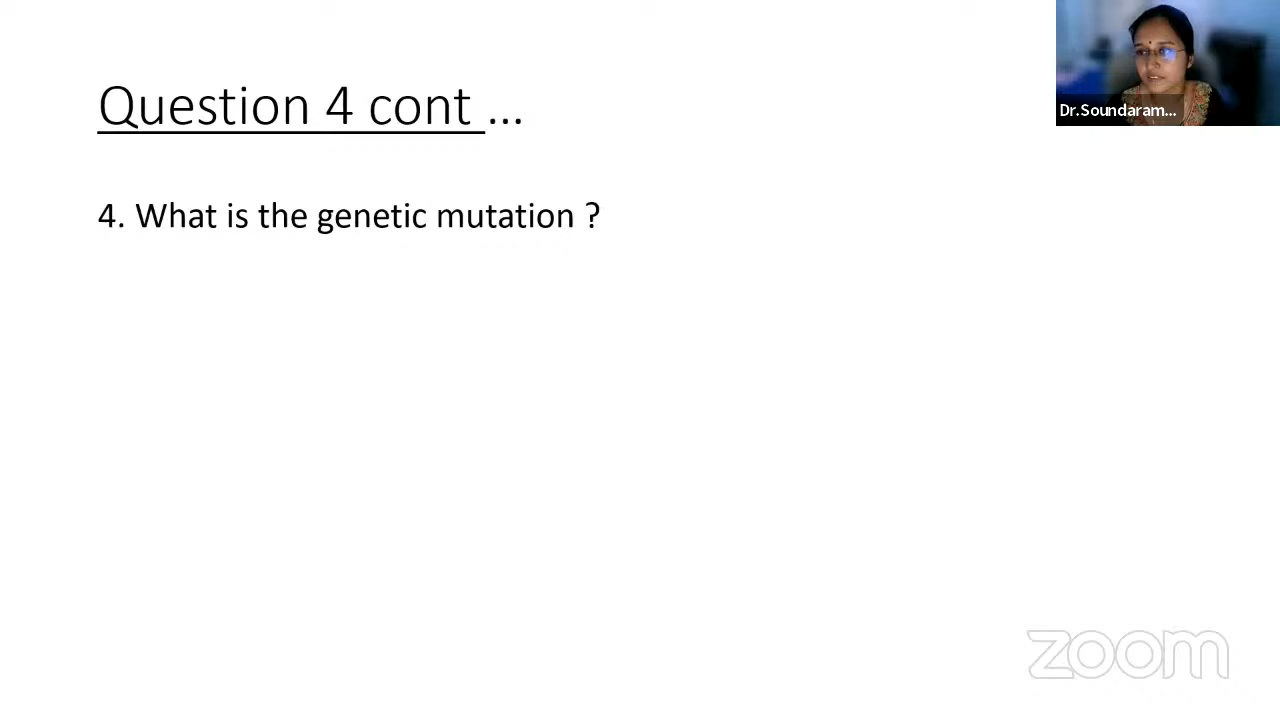 Dr.Soundaram...
Question 4 cont ...
4. What is the genetic mutation ?
zoom